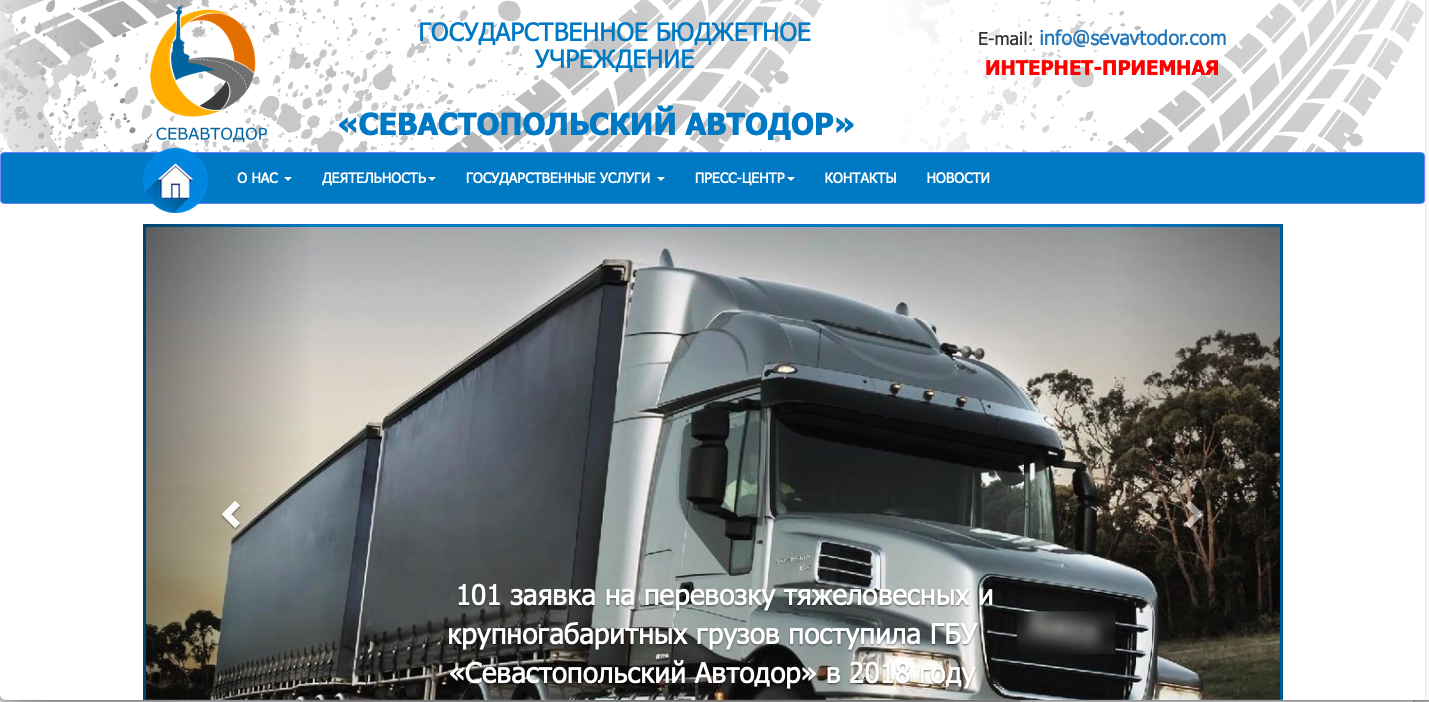 ГОСУДАРСТВЕННОЕ БЮДЖЕТНОЕ
УЧРЕЖДЕНИЕ
«СЕВАСТОПОЛЬСКИЙ АВТОДОР»
E-mail: info@sevavtodor.com
ИНТЕРНЕТ-ПРИЕМНАЯ
СЕВАВТОДОР
О НАС ДЕЯТЕЛЬНОСТЬ ГОСУДАРСТВЕННЫЕ УСЛУГИ ПРЕСС-ЦЕНТР КОНТАКТЫ НОВОСТИ
101 заявка на перевозку тяжеловесных и
крупногабаритных грузов поступила ГБУ
«Севастопольский Автодор» в 2018 году